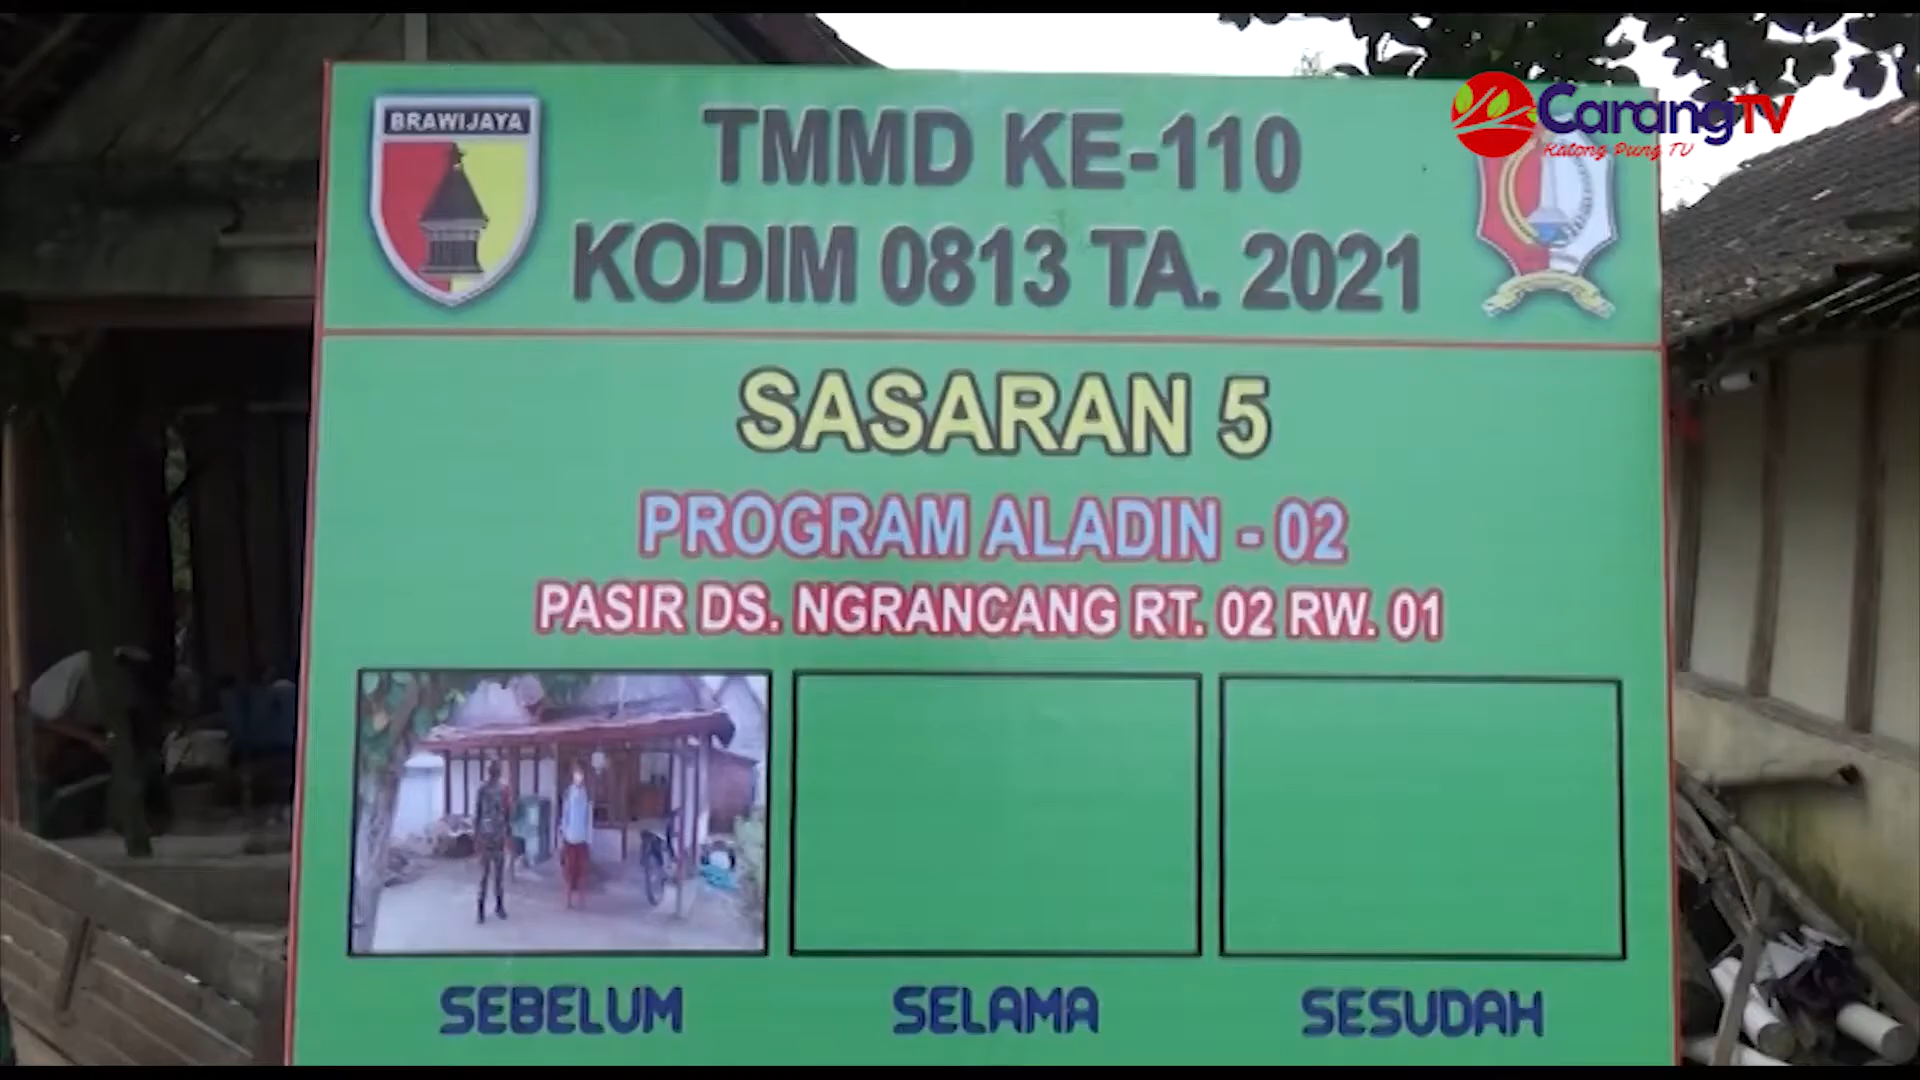 BRAWIJAYA
TMMD KE-110
KODIM 0813 TA. 2021
CarangTV
Katong Pung TV
SASARAN 5
PROGRAM ALADIN - 02
PASIR DS. NGRANCANG RT. 02 RW. 01
SEBELUM
SELAMA
SESUDAH